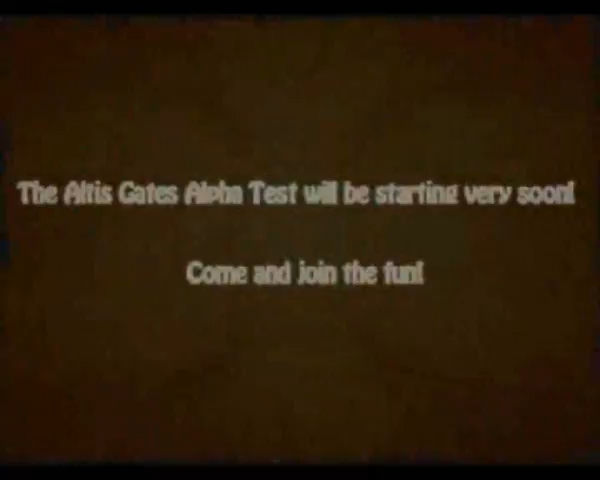 The Altis Gates Alpha Test will be starting very soon!
Come and join the fun!